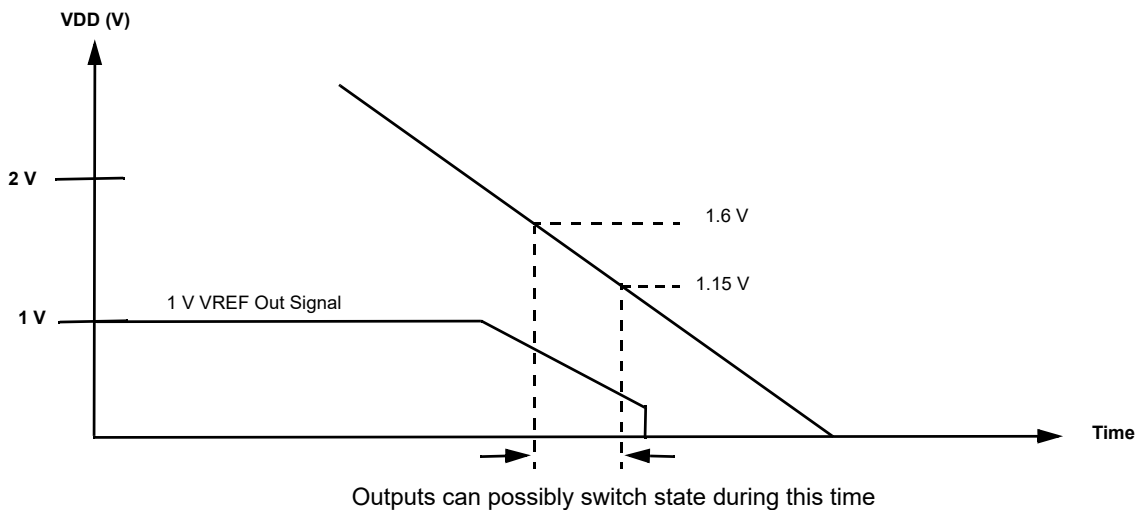 VDD (V)
2 V
1.6 V
1.15 V
1 V VREF Out Signal
1 V
Time
Outputs can possibly switch state during this time